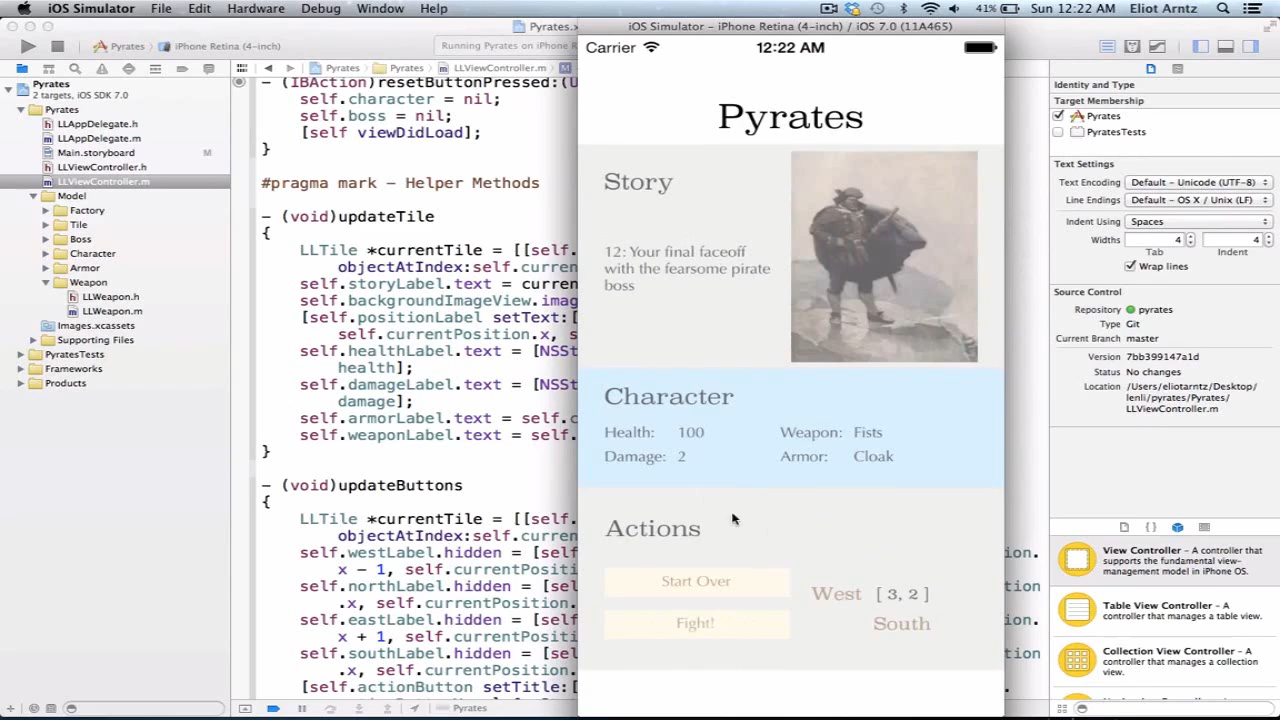 iOS Simulator File Edit Hardware Debug Window Help 41% Sun 12:22 AM Eliot Arntz
Pyrates.x
iOS Simulator – iPhone Retina (4-inch) / iOS 7.0 (11A465)
Pyrates iPhone Retina (4-inch)
Running Pyrates on iPhone R
Pyrates Pyrates LLViewController.m
Pyrates
2 targets, iOS SDK 7.0
Pyrates
LLAppDelegate.h
LLAppDelegate.m
Main.storyboard M
LLViewController.h
LLViewController.m
Model
Factory
Tile
Boss
Character
Armor
Weapon
LLWeapon.h
LLWeapon.m
Images.xcassets
Supporting Files
PyratesTests
Frameworks
Products
- (IBAction)resetButtonPressed:(U
self.character = nil;
self.boss = nil;
[self viewDidLoad];
}
#pragma mark - Helper Methods
- (void)updateTile
{
LLTile *currentTile = [[self.
objectAtIndex:self.curren
self.storyLabel.text = curren
self.backgroundImageView.imag
[self.positionLabel setText:[
self.currentPosition.x, s
self.healthLabel.text = [NSSt
health];
self.damageLabel.text = [NSSt
damage];
self.armorLabel.text = self.c
self.weaponLabel.text = self.
}
- (void)updateButtons
{
LLTile *currentTile = [[self.
objectAtIndex:self.curren
self.westLabel.hidden = [self ion.
x - 1, self.currentPositi
self.northLabel.hidden = [sel tion
.x, self.currentPosition.
self.eastLabel.hidden = [self ion.
x + 1, self.currentPositi
self.southLabel.hidden = [sel tion
.x, self.currentPosition.
[self.actionButton setTitle:[
Pyrates
Carrier 12:22 AM
Pyrates
Story
12: Your final faceoff
with the fearsome pirate
boss
Character
Health: 100 Weapon: Fists
Damage: 2 Armor: Cloak
Actions
Start Over
West [ 3, 2 ]
Fight!
South
Identity and Type
Target Membership
Pyrates
PyratesTests
Text Settings
Text Encoding Default - Unicode (UTF-8)
Line Endings Default - OS X / Unix (LF)
Indent Using Spaces
Widths 4 4
Tab Indent
Wrap lines
Source Control
Repository pyrates
Type Git
Current Branch master
Version 7bb399147a1d
Status No changes
Location /Users/eliotarntz/Desktop/
lenli/pyrates/Pyrates/
LLViewController.m
View Controller - A controller that
supports the fundamental view-
management model in iPhone OS.
Table View Controller - A
controller that manages a table view.
Collection View Controller - A
controller that manages a collection
view.